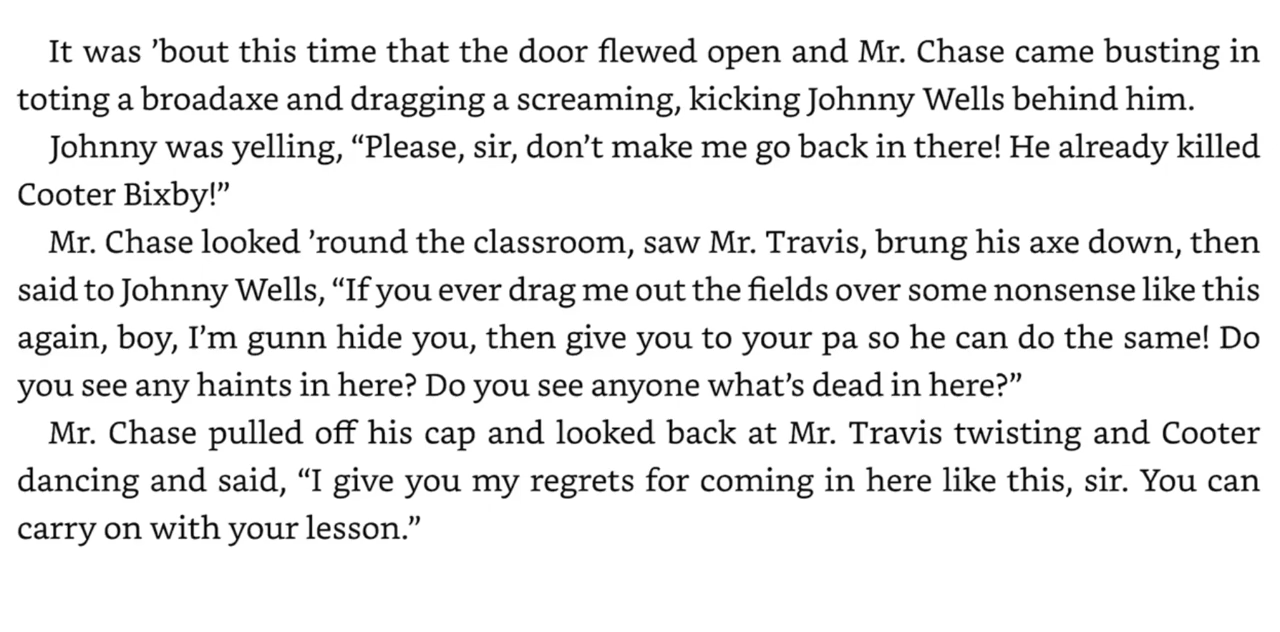 It was ’bout this time that the door flewed open and Mr. Chase came busting in
toting a broadaxe and dragging a screaming, kicking Johnny Wells behind him.
Johnny was yelling, “Please, sir, don’t make me go back in there! He already killed
Cooter Bixby!”
Mr. Chase looked ’round the classroom, saw Mr. Travis, brung his axe down, then
said to Johnny Wells, “If you ever drag me out the fields over some nonsense like this
again, boy, I’m gunn hide you, then give you to your pa so he can do the same! Do
you see any haints in here? Do you see anyone what’s dead in here?”
Mr. Chase pulled off his cap and looked back at Mr. Travis twisting and Cooter
dancing and said, “I give you my regrets for coming in here like this, sir. You can
carry on with your lesson.”